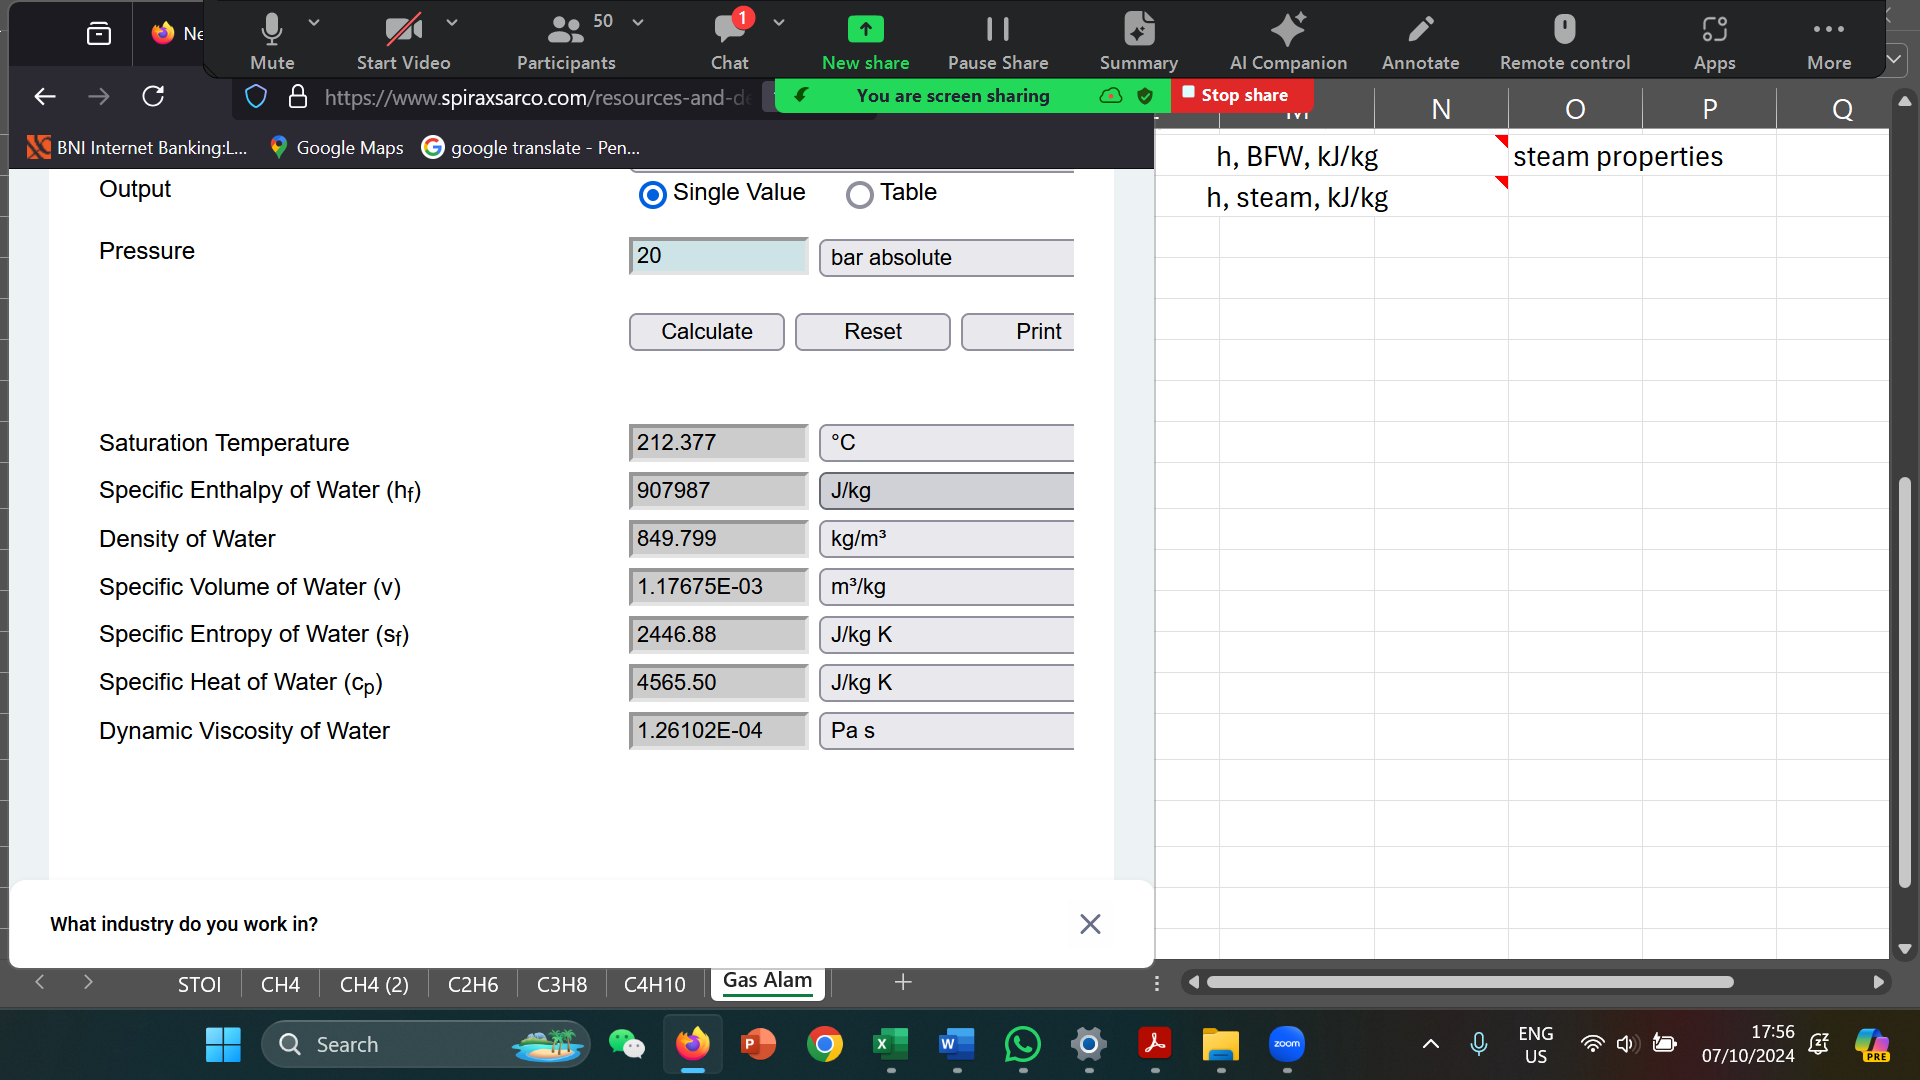 Mute
Start Video
Participants
50
Chat
1
New share
Pause Share
Summary
AI Companion
Annotate
Remote control
Apps
More
Ne
https://www.spiraxsarco.com/resources-and-de
You are screen sharing
Stop share
BNI Internet Banking:L...
Google Maps
google translate - Pen...
M
N
O
P
Q
h, BFW, kJ/kg
steam properties
h, steam, kJ/kg
Output
Single Value
Table
Pressure
20
bar absolute
Calculate
Reset
Print
Saturation Temperature
212.377
°C
Specific Enthalpy of Water (hf)
907987
J/kg
Density of Water
849.799
kg/m³
Specific Volume of Water (v)
1.17675E-03
m³/kg
Specific Entropy of Water (sf)
2446.88
J/kg K
Specific Heat of Water (cp)
4565.50
J/kg K
Dynamic Viscosity of Water
1.26102E-04
Pa s
What industry do you work in?
STOI
CH4
CH4 (2)
C2H6
C3H8
C4H10
Gas Alam
Search
zoom
ENG
US
17:56
07/10/2024
PRE